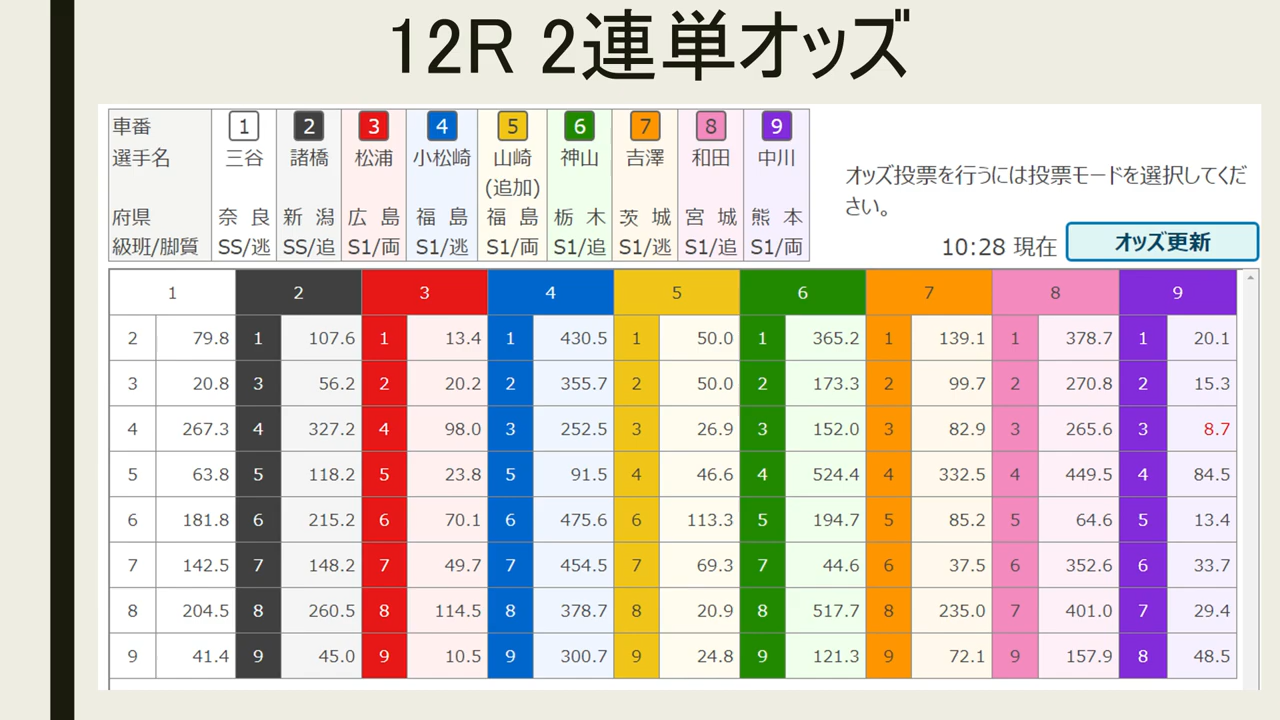 12R 2連単オッズ
車番 1 2 3 4 5 6 7 8 9
選手名 三谷 諸橋 松浦 小松崎 山崎 神山 吉澤 和田 中川
(追加)
府県 奈良 新潟 広島 福島 福島 栃木 茨城 宮城 熊本
級班/脚質 SS/逃 SS/追 S1/両 S1/逃 S1/両 S1/追 S1/逃 S1/追 S1/両
オッズ投票を行うには投票モードを選択してくだ
さい。
10:28 現在 オッズ更新
1 2 3 4 5 6 7 8 9
2 79.8 1 107.6 1 13.4 1 430.5 1 50.0 1 365.2 1 139.1 1 378.7 1 20.1
3 20.8 3 56.2 2 20.2 2 355.7 2 50.0 2 173.3 2 99.7 2 270.8 2 15.3
4 267.3 4 327.2 4 98.0 3 252.5 3 26.9 3 152.0 3 82.9 3 265.6 3 8.7
5 63.8 5 118.2 5 23.8 5 91.5 4 46.6 4 524.4 4 332.5 4 449.5 4 84.5
6 181.8 6 215.2 6 70.1 6 475.6 6 113.3 5 194.7 5 85.2 5 64.6 5 13.4
7 142.5 7 148.2 7 49.7 7 454.5 7 69.3 7 44.6 6 37.5 6 352.6 6 33.7
8 204.5 8 260.5 8 114.5 8 378.7 8 20.9 8 517.7 8 235.0 7 401.0 7 29.4
9 41.4 9 45.0 9 10.5 9 300.7 9 24.8 9 121.3 9 72.1 9 157.9 8 48.5